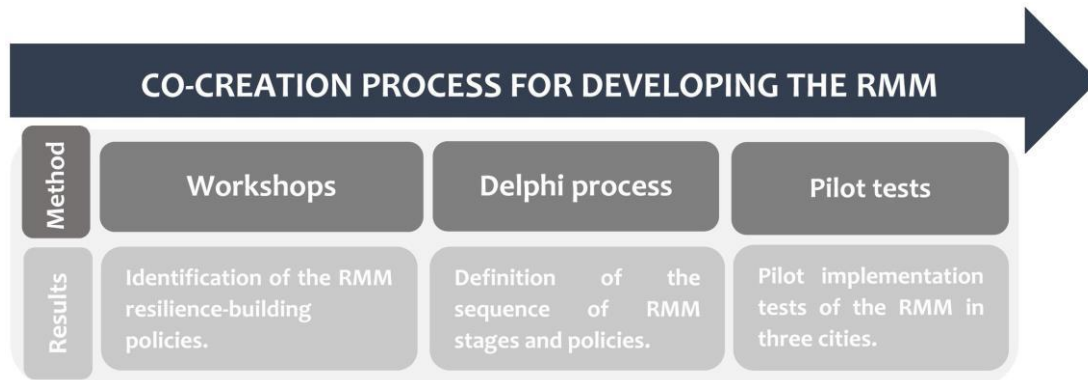 CO-CREATION PROCESS FOR DEVELOPING THE RMM
Method
Workshops
Delphi process
Pilot tests
Results
Identification of the RMM
resilience-building
policies.
Definition of the
sequence of RMM
stages and policies.
Pilot implementation
tests of the RMM in
three cities.